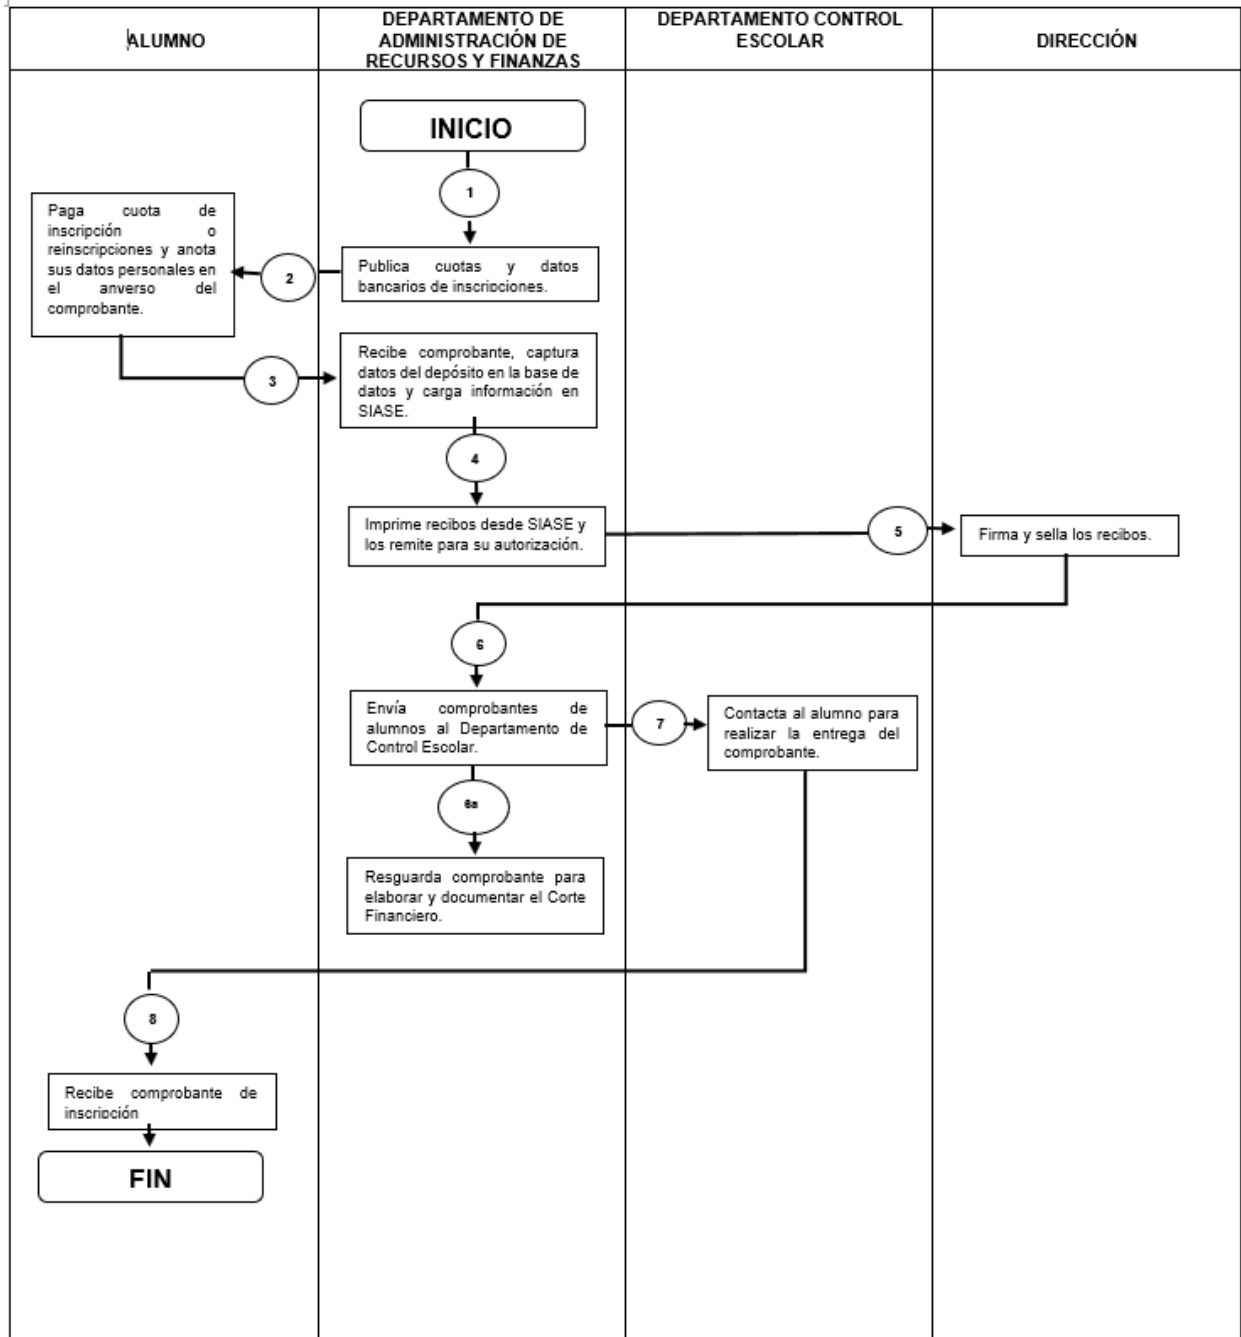 ALUMNO
DEPARTAMENTO DE
ADMINISTRACIÓN DE
RECURSOS Y FINANZAS
DEPARTAMENTO CONTROL
ESCOLAR
DIRECCIÓN
INICIO
1
Paga cuota de
inscripción o
reinscripciones y anota
sus datos personales en
el anverso del
comprobante.
2
Publica cuotas y datos
bancarios de inscripciones.
3
Recibe comprobante, captura
datos del depósito en la base de
datos y carga información en
SIASE.
4
Imprime recibos desde SIASE y
los remite para su autorización.
5
Firma y sella los recibos.
6
Envía comprobantes de
alumnos al Departamento de
Control Escolar.
7
Contacta al alumno para
realizar la entrega del
comprobante.
6a
Resguarda comprobante para
elaborar y documentar el Corte
Financiero.
8
Recibe comprobante de
inscripción
FIN